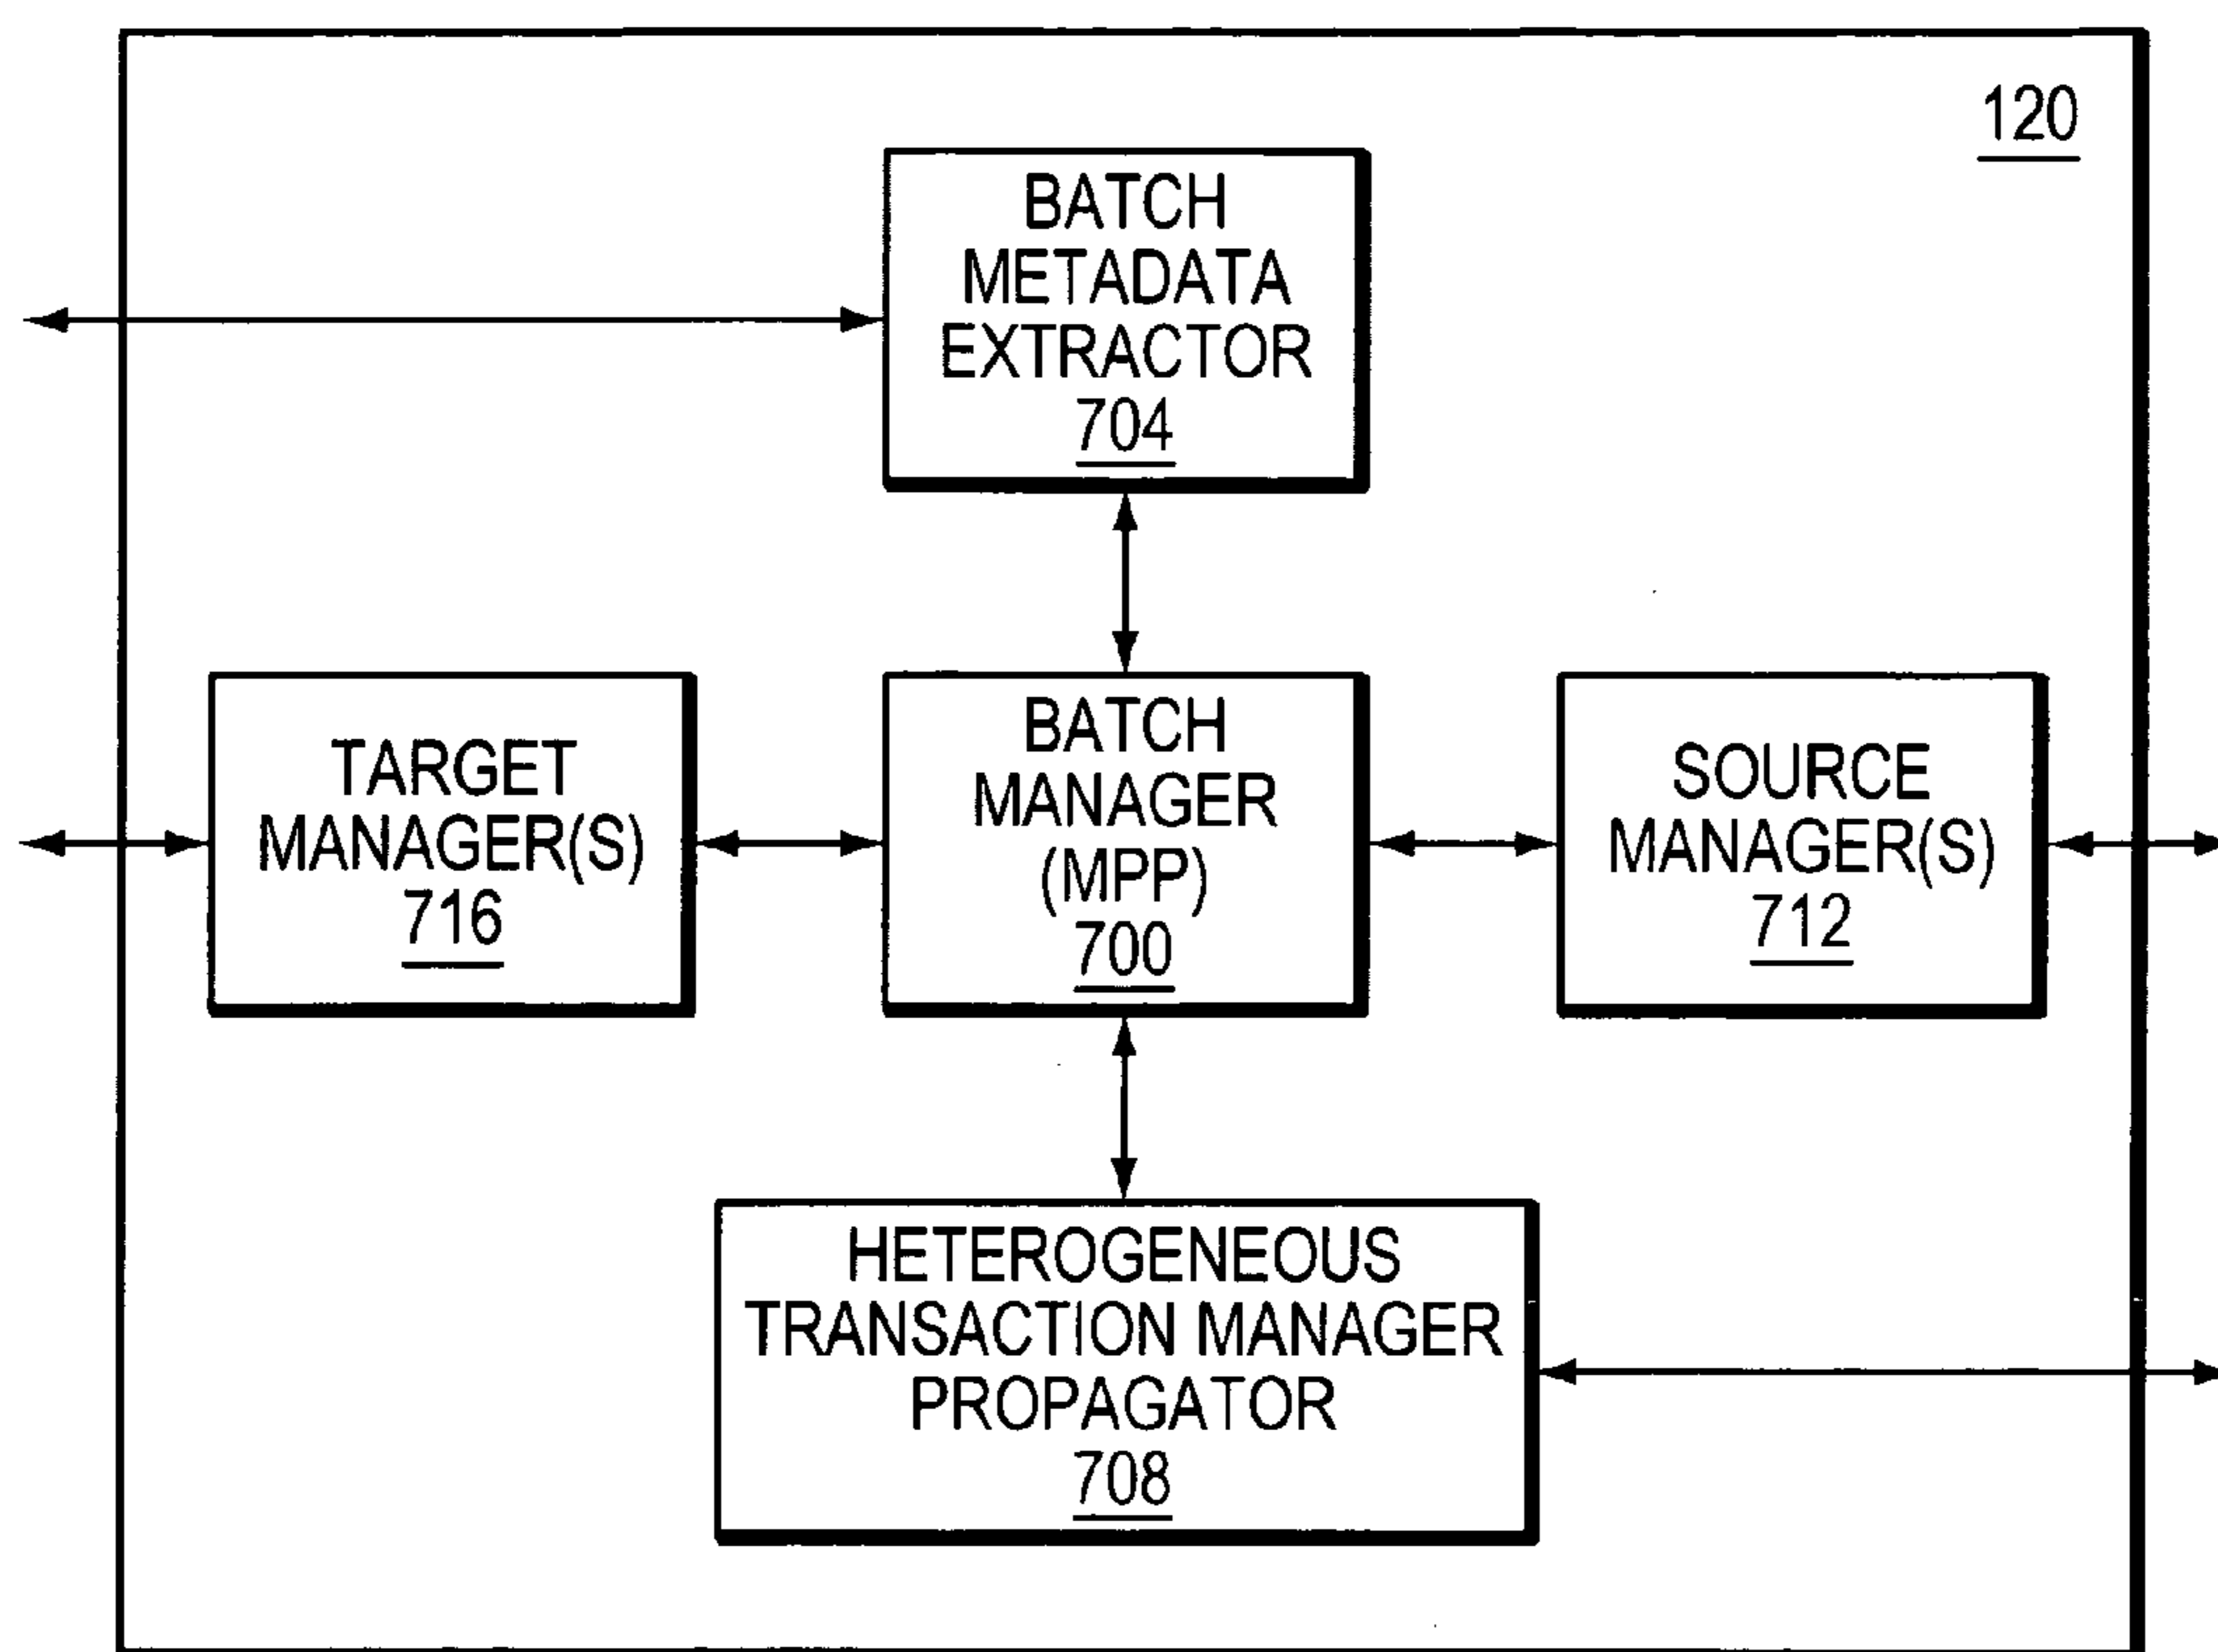 120
BATCH
METADATA
EXTRACTOR
704
TARGET
MANAGER(S)
716
BATCH
MANAGER
(MPP)
700
SOURCE
MANAGER(S)
712
HETEROGENEOUS
TRANSACTION MANAGER
PROPAGATOR
708